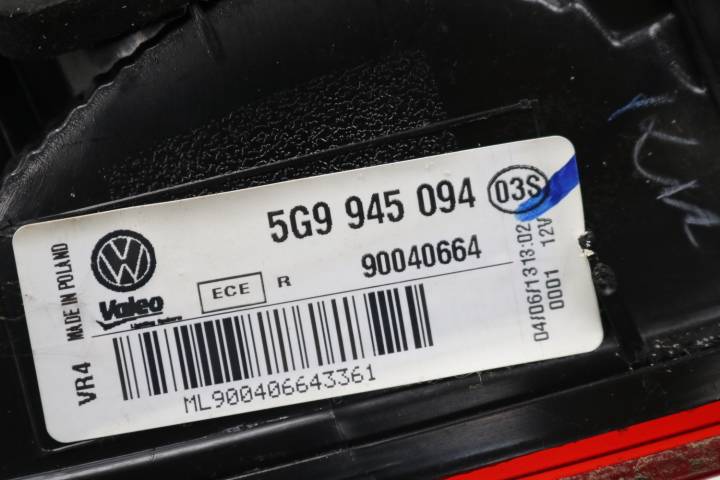 5G9 945 094 03S
90040664
MADE IN POLAND
Valeo
ECE R
VR4
ML900406643361
04/06/13 13:02
0001 12V